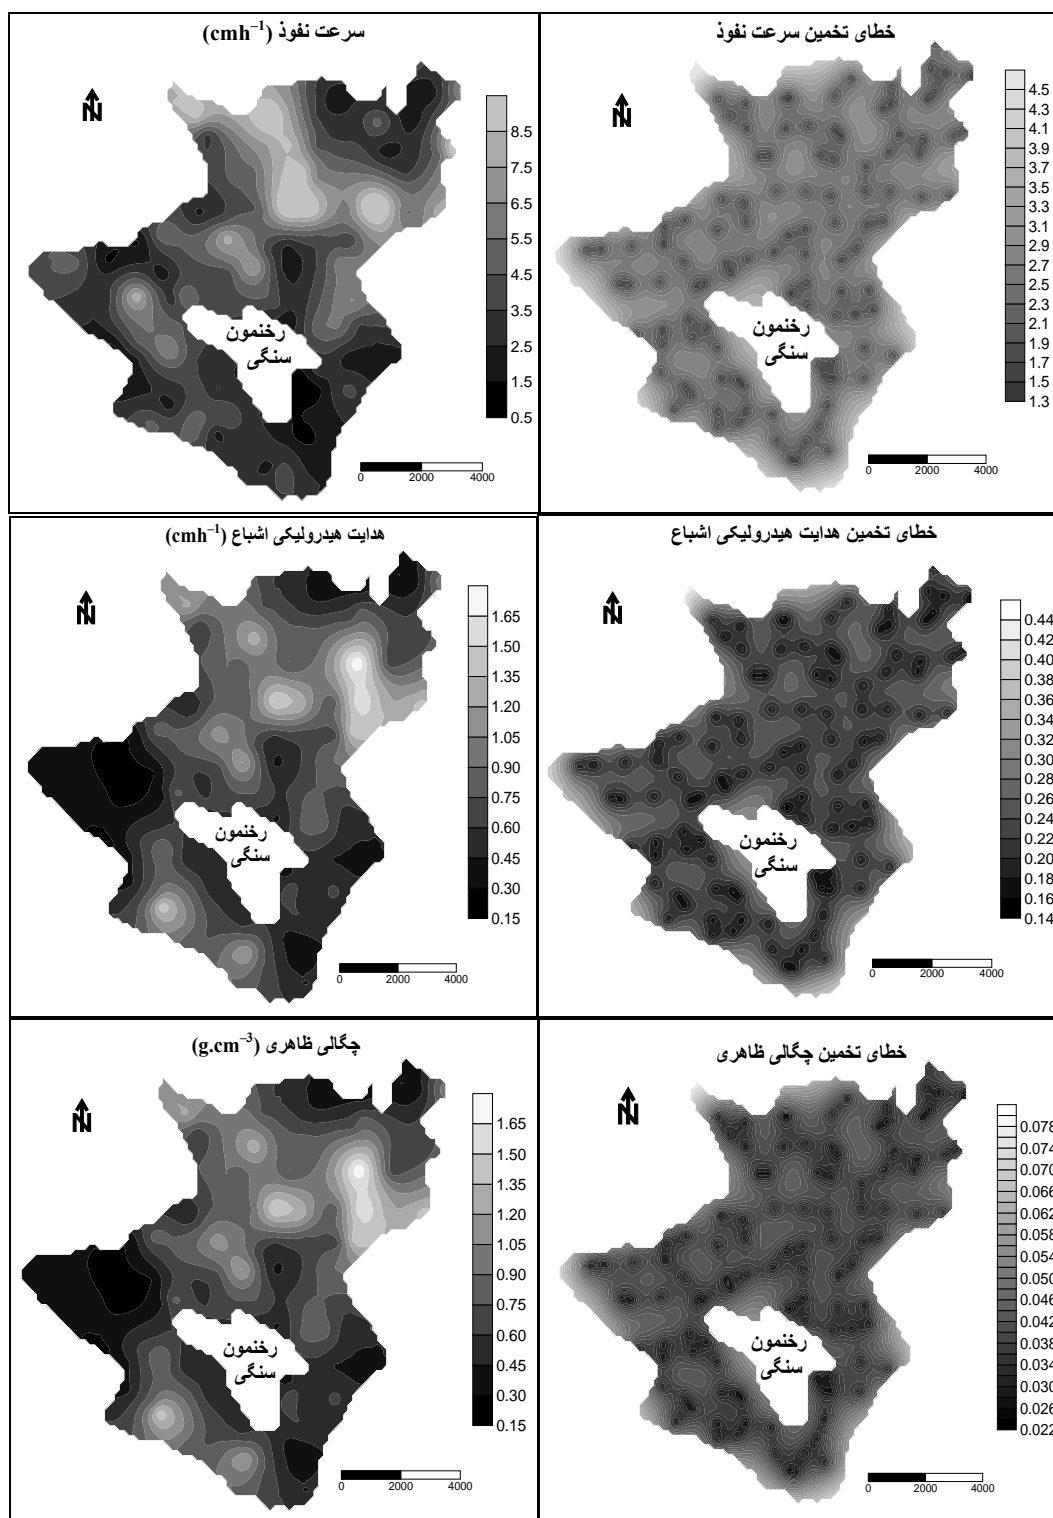 سرعت نفوذ (cmh⁻¹)
N
8.5
7.5
6.5
5.5
4.5
3.5
2.5
1.5
0.5
رخنمون
سنگی
0 2000 4000
خطای تخمین سرعت نفوذ
N
4.5
4.3
4.1
3.9
3.7
3.5
3.3
3.1
2.9
2.7
2.5
2.3
2.1
1.9
1.7
1.5
1.3
رخنمون
سنگی
0 2000 4000
هدایت هیدرولیکی اشباع (cmh⁻¹)
N
1.65
1.50
1.35
1.20
1.05
0.90
0.75
0.60
0.45
0.30
0.15
رخنمون
سنگی
0 2000 4000
خطای تخمین هدایت هیدرولیکی اشباع
N
0.44
0.42
0.40
0.38
0.36
0.34
0.32
0.30
0.28
0.26
0.24
0.22
0.20
0.18
0.16
0.14
رخنمون
سنگی
0 2000 4000
چگالی ظاهری (g.cm⁻³)
N
1.65
1.50
1.35
1.20
1.05
0.90
0.75
0.60
0.45
0.30
0.15
رخنمون
سنگی
0 2000 4000
خطای تخمین چگالی ظاهری
N
0.078
0.074
0.070
0.066
0.062
0.058
0.054
0.050
0.046
0.042
0.038
0.034
0.030
0.026
0.022
رخنمون
سنگی
0 2000 4000